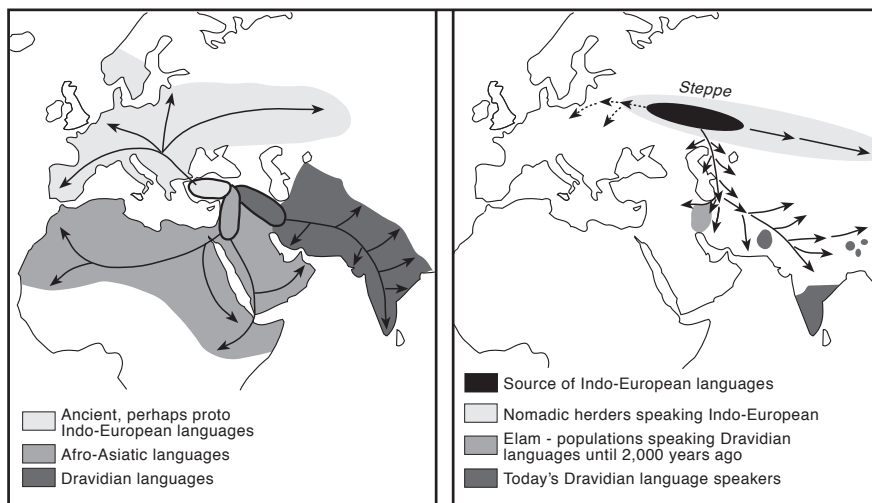 Ancient, perhaps proto
Indo-European languages
Afro-Asiatic languages
Dravidian languages
Steppe
Source of Indo-European languages
Nomadic herders speaking Indo-European
Elam - populations speaking Dravidian
languages until 2,000 years ago
Today's Dravidian language speakers